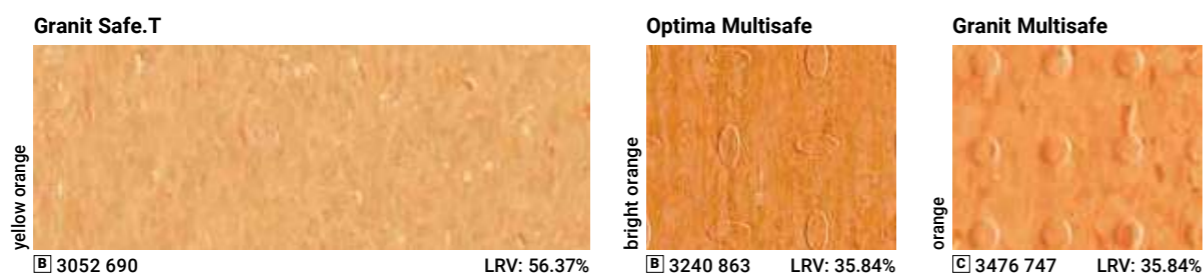 Granit Safe.T
yellow orange
B 3052 690 LRV: 56.37%
Optima Multisafe
bright orange
B 3240 863 LRV: 35.84%
Granit Multisafe
orange
C 3476 747 LRV: 35.84%